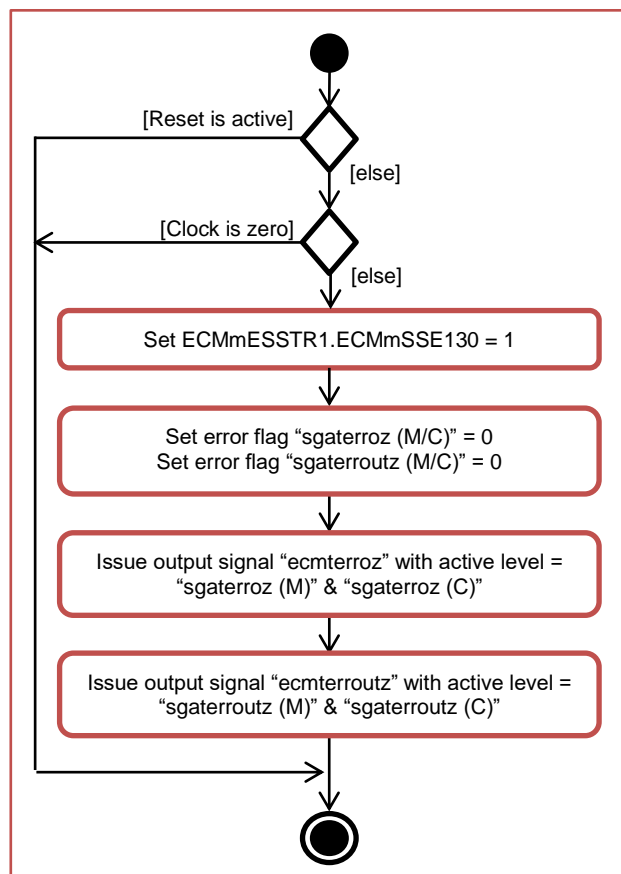 [Reset is active]
[else]
[Clock is zero]
[else]
Set ECMmESSTR1.ECMmSSE130 = 1
Set error flag “sgaterroz (M/C)” = 0
Set error flag “sgaterroutz (M/C)” = 0
Issue output signal “ecmterroz” with active level =
“sgaterroz (M)” & “sgaterroz (C)”
Issue output signal “ecmterroutz” with active level =
“sgaterroutz (M)” & “sgaterroutz (C)”